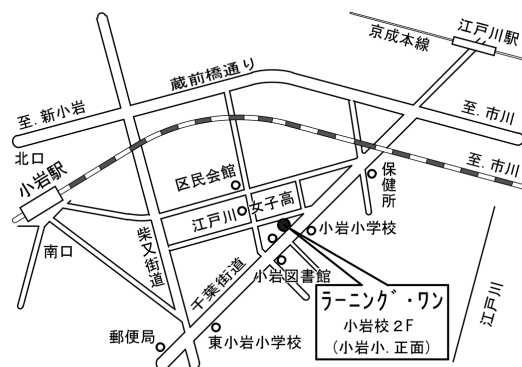 江戸川駅
京成本線
蔵前橋通り
至.新小岩
至.市川
北口
小岩駅
至.市川
区民会館
保健所
江戸川女子高
小岩小学校
南口
柴又街道
千葉街道
小岩図書館
ラーニング・ワン
小岩校2F
(小岩小.正面)
江戸川
郵便局
東小岩小学校